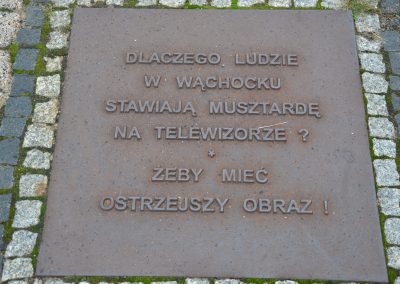 DLACZEGO LUDZIE
W WĄCHOCKU
STAWIAJĄ MUSZTARDĘ
NA TELEWIZORZE ?
*
ŻEBY MIEĆ
OSTRZEJSZY OBRAZ !